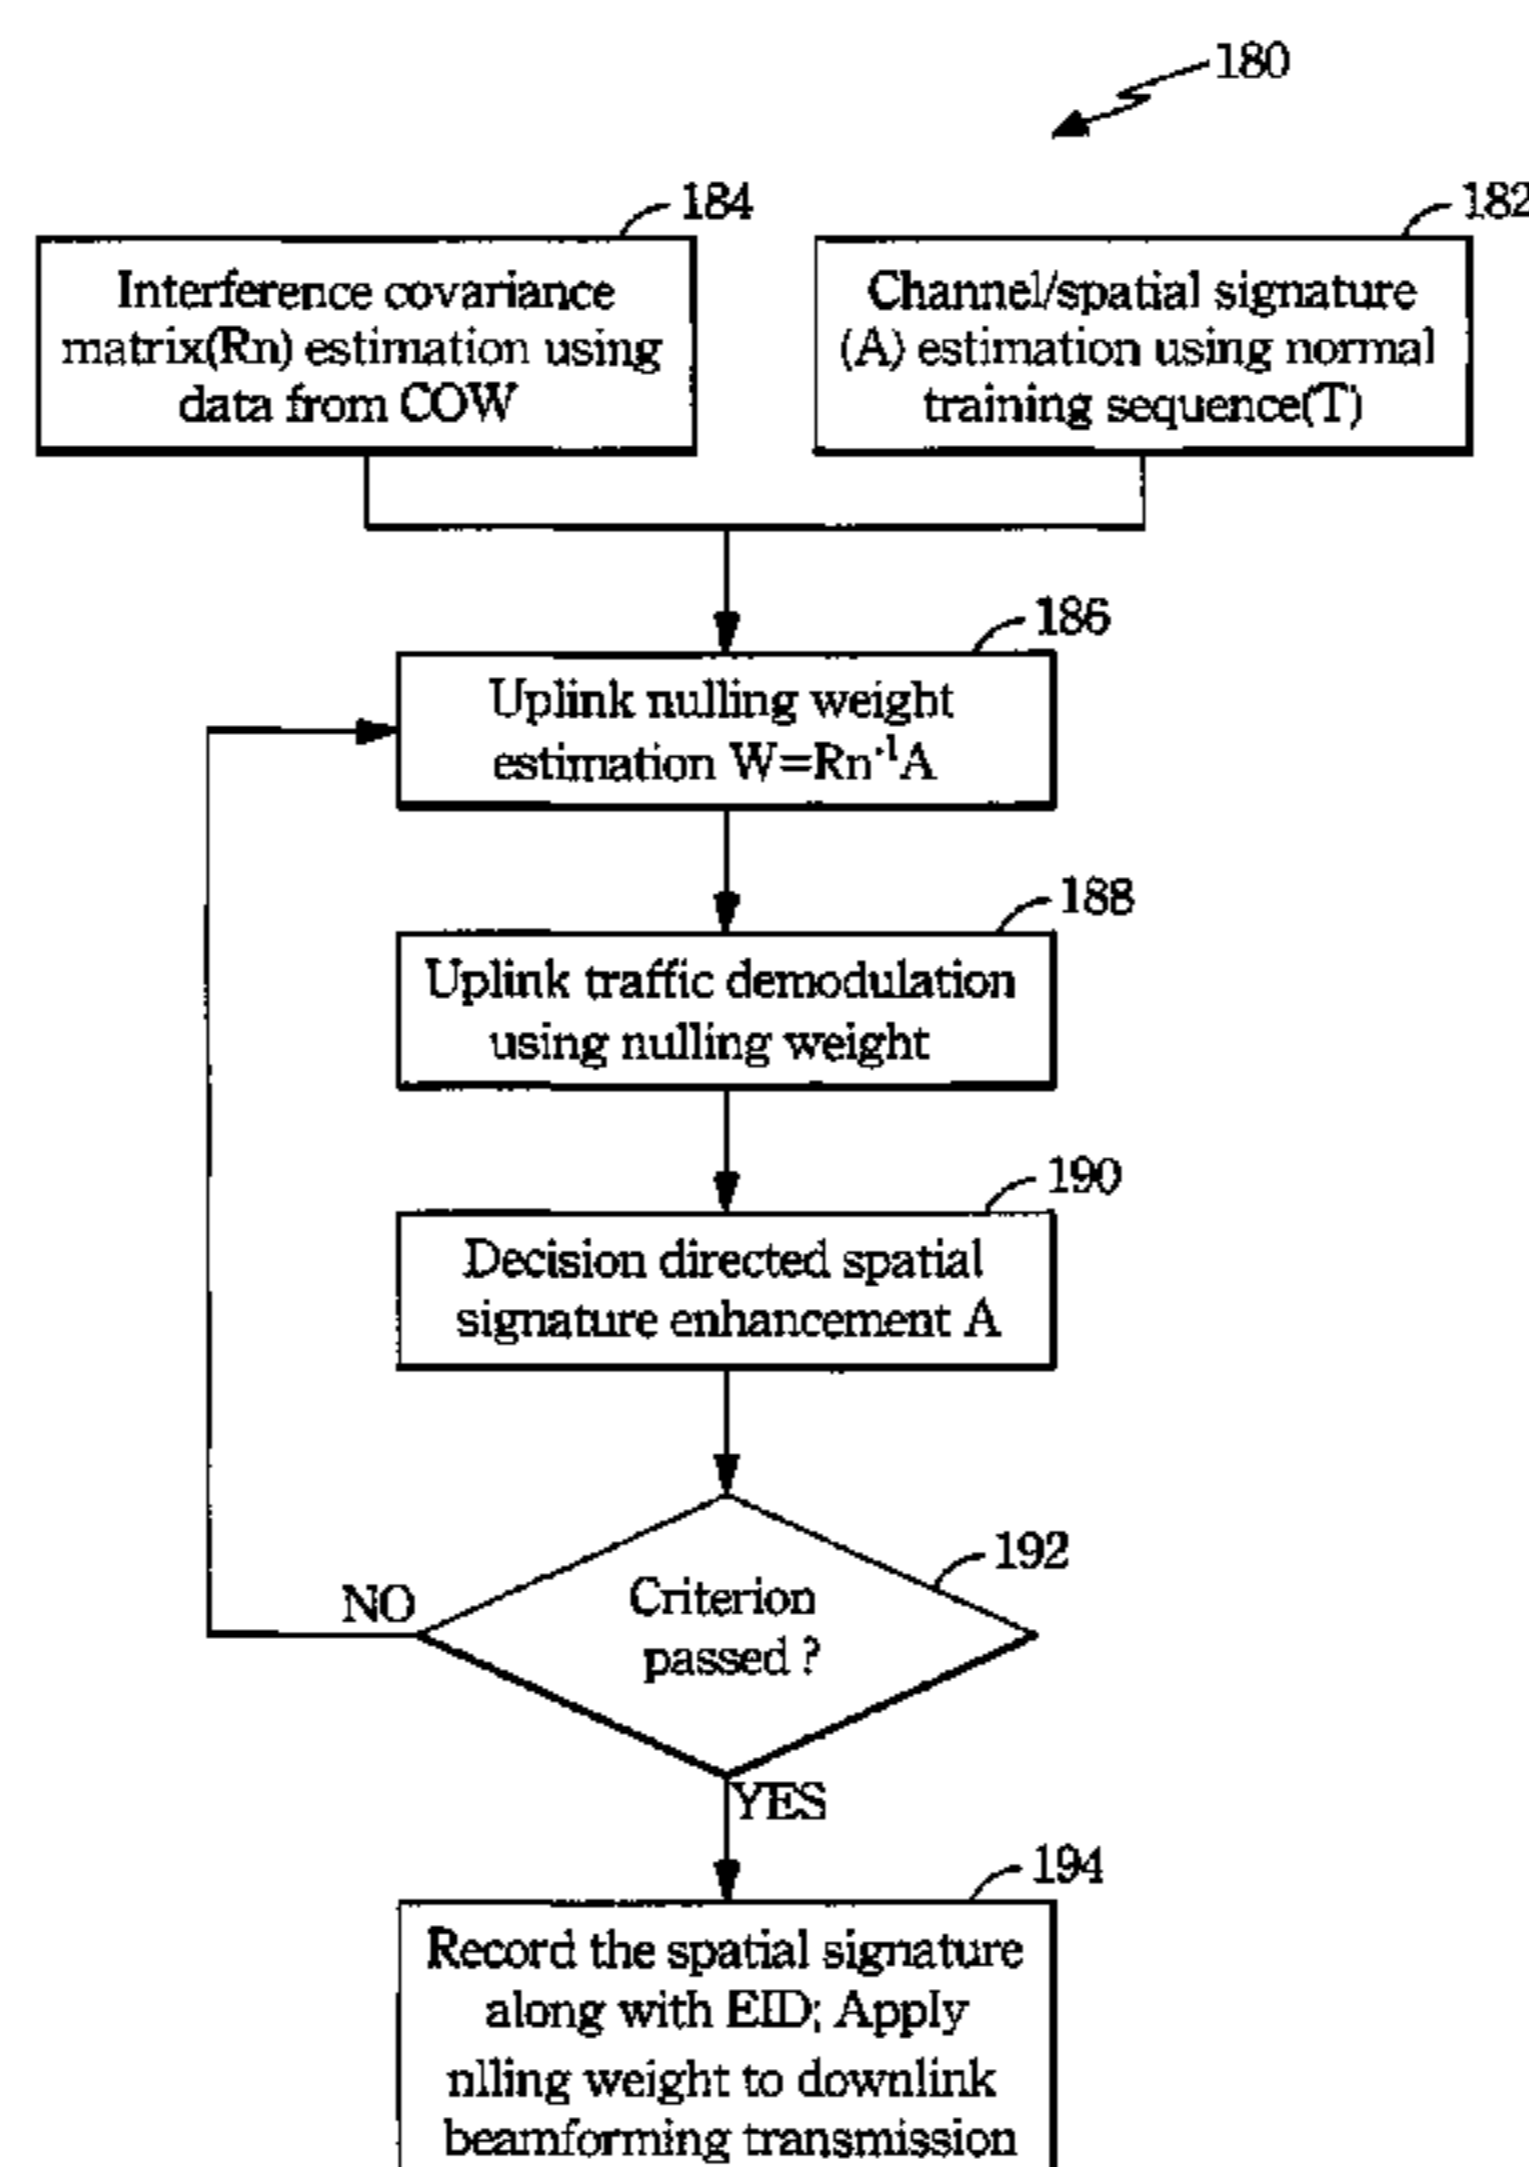 180
184
Interference covariance
matrix(Rn) estimation using
data from COW
182
Channel/spatial signature
(A) estimation using normal
training sequence(T)
186
Uplink nulling weight
estimation W=Rn⁻¹A
188
Uplink traffic demodulation
using nulling weight
190
Decision directed spatial
signature enhancement A
192
Criterion
passed ?
NO
YES
194
Record the spatial signature
along with EID; Apply
nlling weight to downlink
beamforming transmission